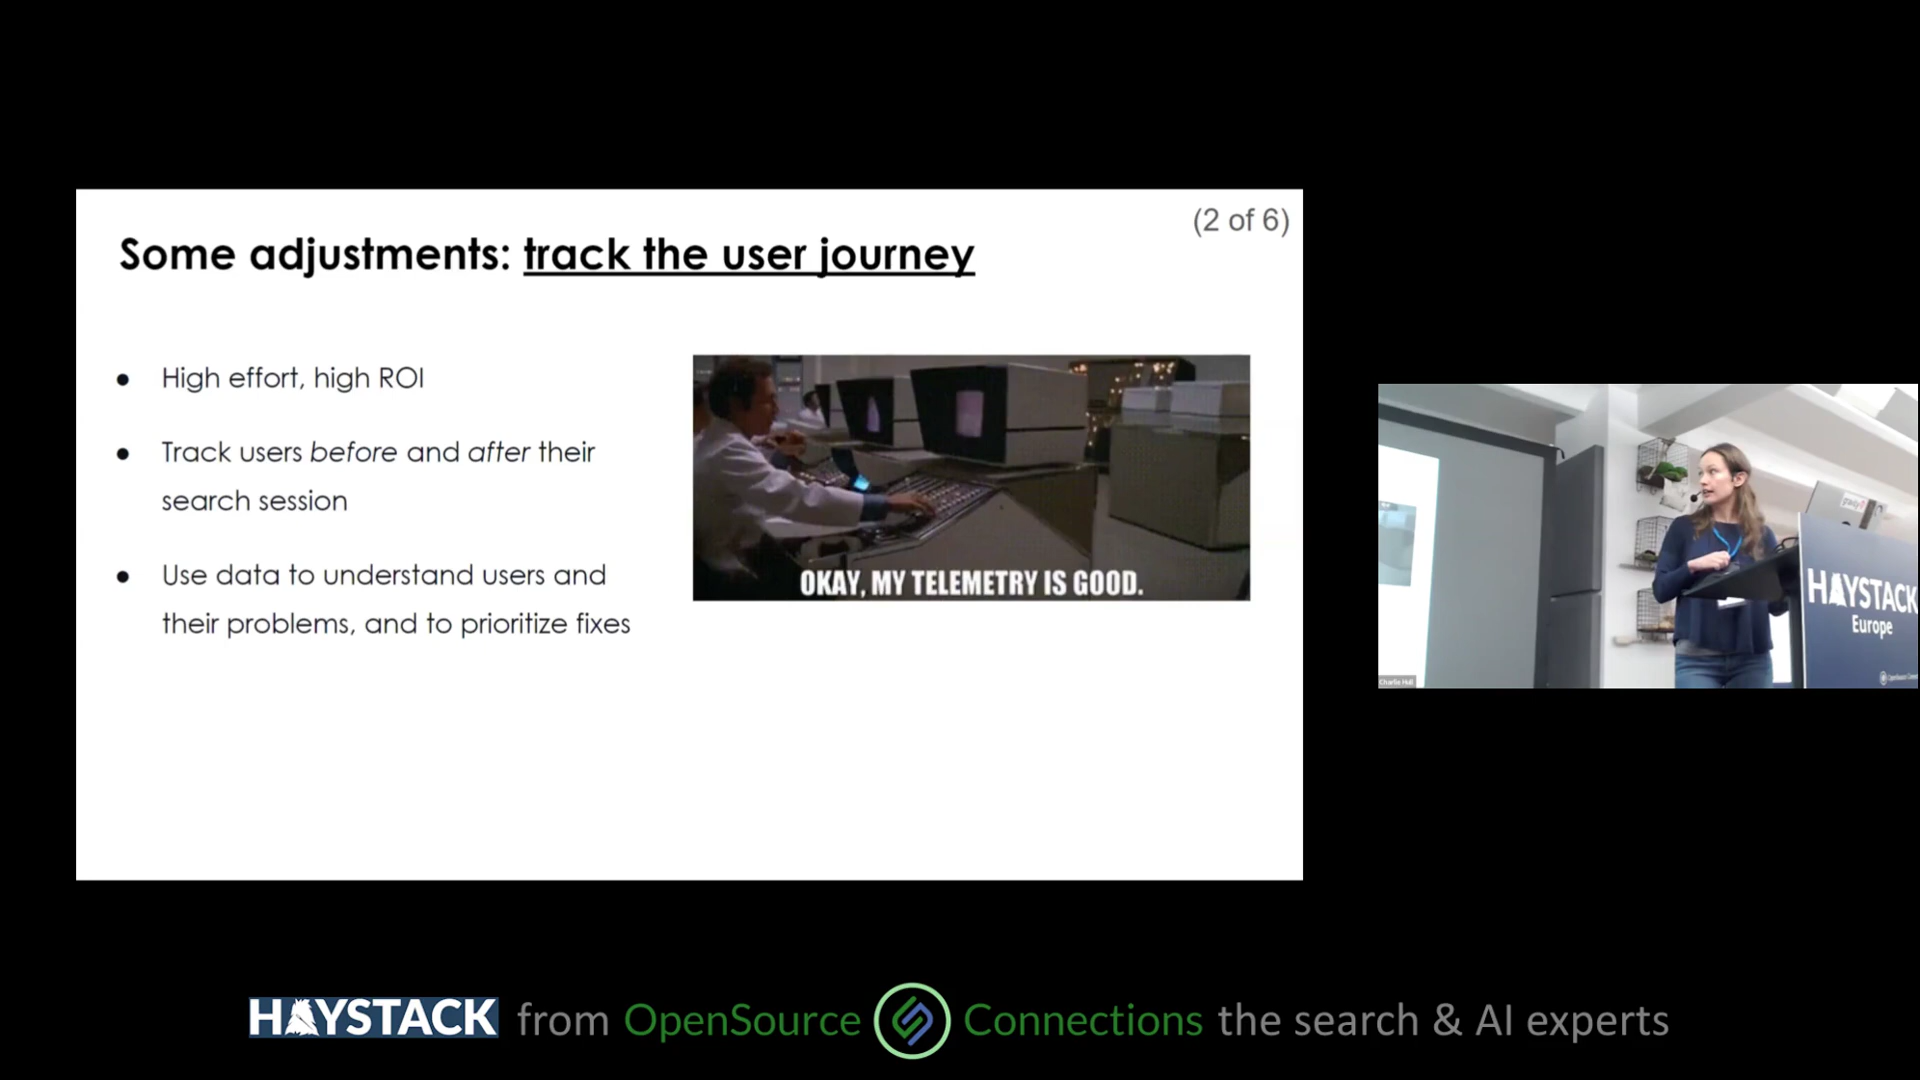 (2 of 6)
Some adjustments: track the user journey
● High effort, high ROI
● Track users before and after their
search session
● Use data to understand users and
their problems, and to prioritize fixes
OKAY, MY TELEMETRY IS GOOD.
HAYSTACK
Europe
Charlie Hull
HAYSTACK from OpenSource Connections the search & AI experts